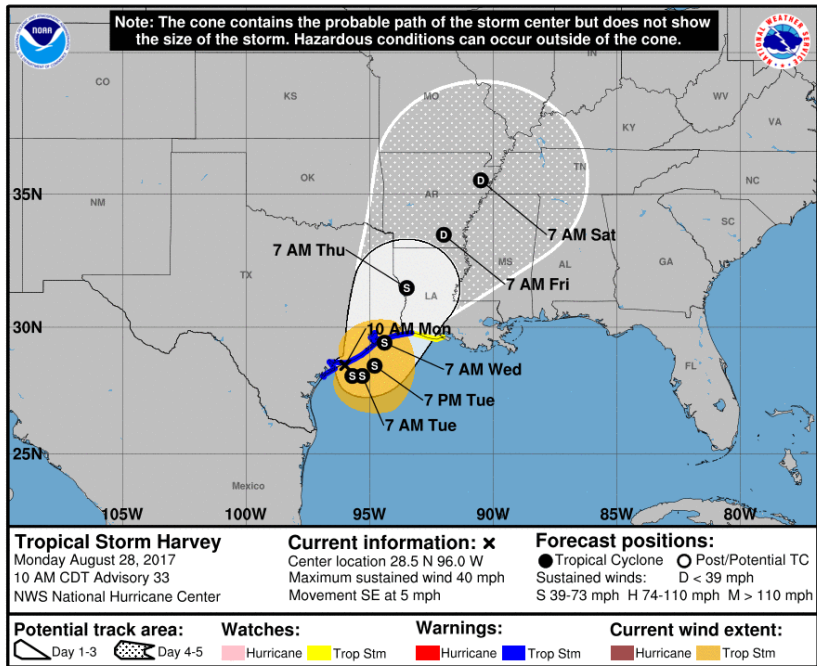 Note: The cone contains the probable path of the storm center but does not show
the size of the storm. Hazardous conditions can occur outside of the cone.
NOAA
NATIONAL WEATHER SERVICE
IN
CO
KS
MO
WV
KY
VA
OK
TN
35N
NM
AR
NC
7 AM Sat
SC
7 AM Thu
MS
AL
GA
TX
7 AM Fri
LA
30N
10 AM Mon
7 AM Wed
FL
7 PM Tue
7 AM Tue
25N
Mexico
105W 100W 95W 90W 85W 80W
D
D
S
S
S
S
S
Tropical Storm Harvey
Monday August 28, 2017
10 AM CDT Advisory 33
NWS National Hurricane Center
Current information: x
Center location 28.5 N 96.0 W
Maximum sustained wind 40 mph
Movement SE at 5 mph
Forecast positions:
Tropical Cyclone Post/Potential TC
Sustained winds: D < 39 mph
S 39-73 mph H 74-110 mph M > 110 mph
Potential track area:
Day 1-3 Day 4-5
Watches:
Hurricane Trop Stm
Warnings:
Hurricane Trop Stm
Current wind extent:
Hurricane Trop Stm